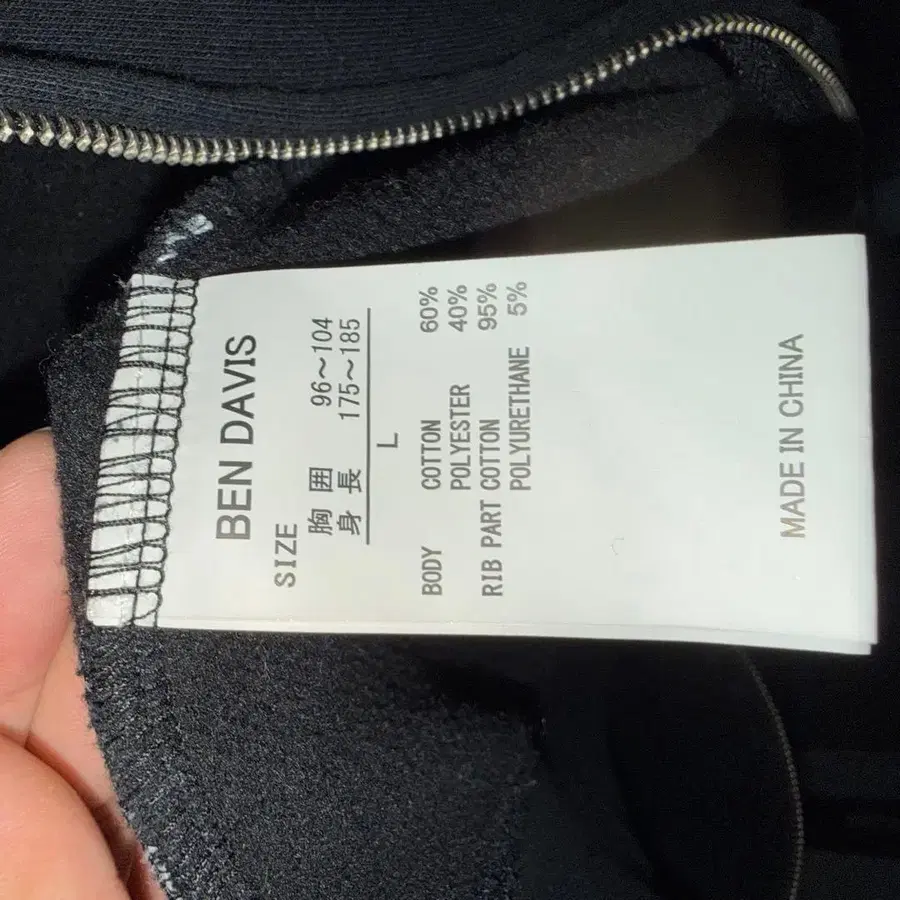 BEN DAVIS
SIZE
胸 囲 96～104
身 長 175～185
L
BODY COTTON 60%
POLYESTER 40%
RIB PART COTTON 95%
POLYURETHANE 5%
MADE IN CHINA